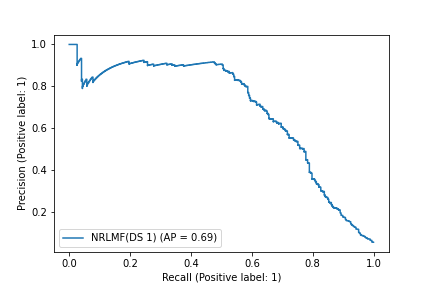 1.0
0.8
0.6
0.4
0.2
Precision (Positive label: 1)
NRLMF(DS 1) (AP = 0.69)
0.0 0.2 0.4 0.6 0.8 1.0
Recall (Positive label: 1)